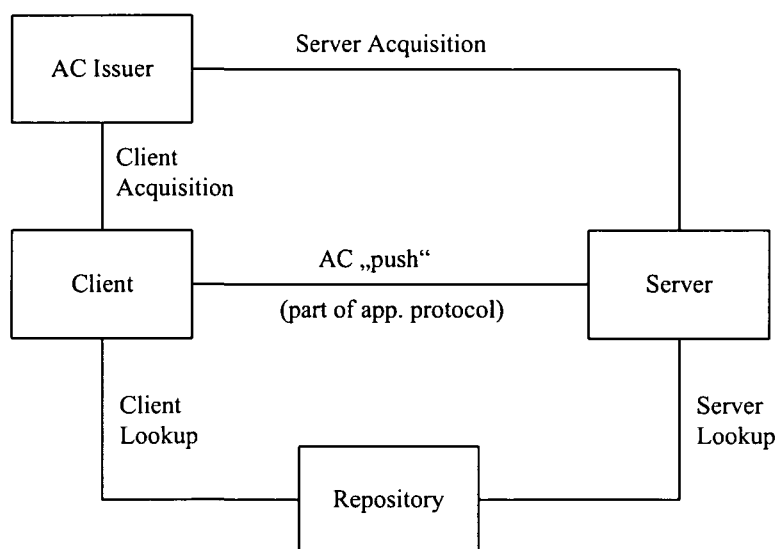 Server Acquisition
AC Issuer
Client
Acquisition
AC „push“
Client
Server
(part of app. protocol)
Client
Lookup
Server
Lookup
Repository